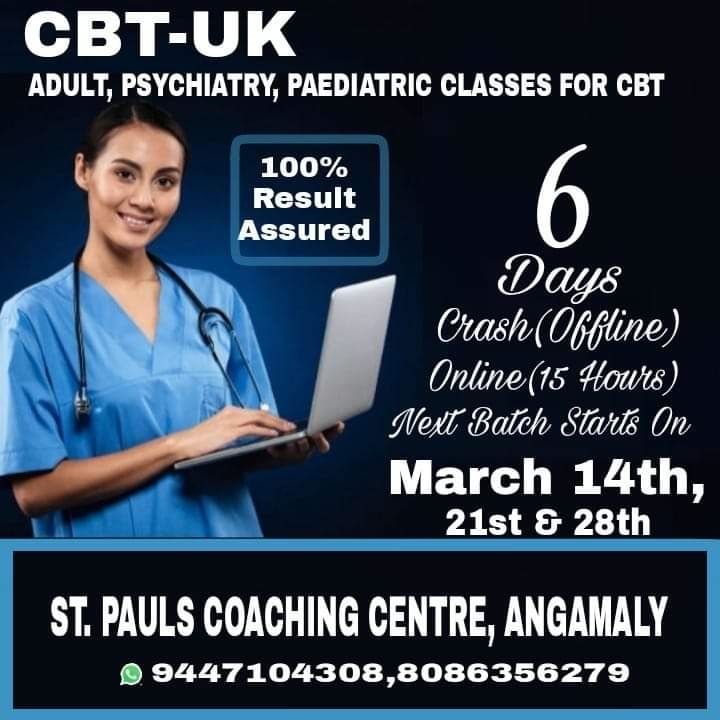 CBT-UK
ADULT, PSYCHIATRY, PAEDIATRIC CLASSES FOR CBT
100%
Result
Assured
6
Days
Crash (Offline)
Online (15 Hours)
Next Batch Starts On
March 14th,
21st & 28th
ST. PAULS COACHING CENTRE, ANGAMALY
9447104308,8086356279